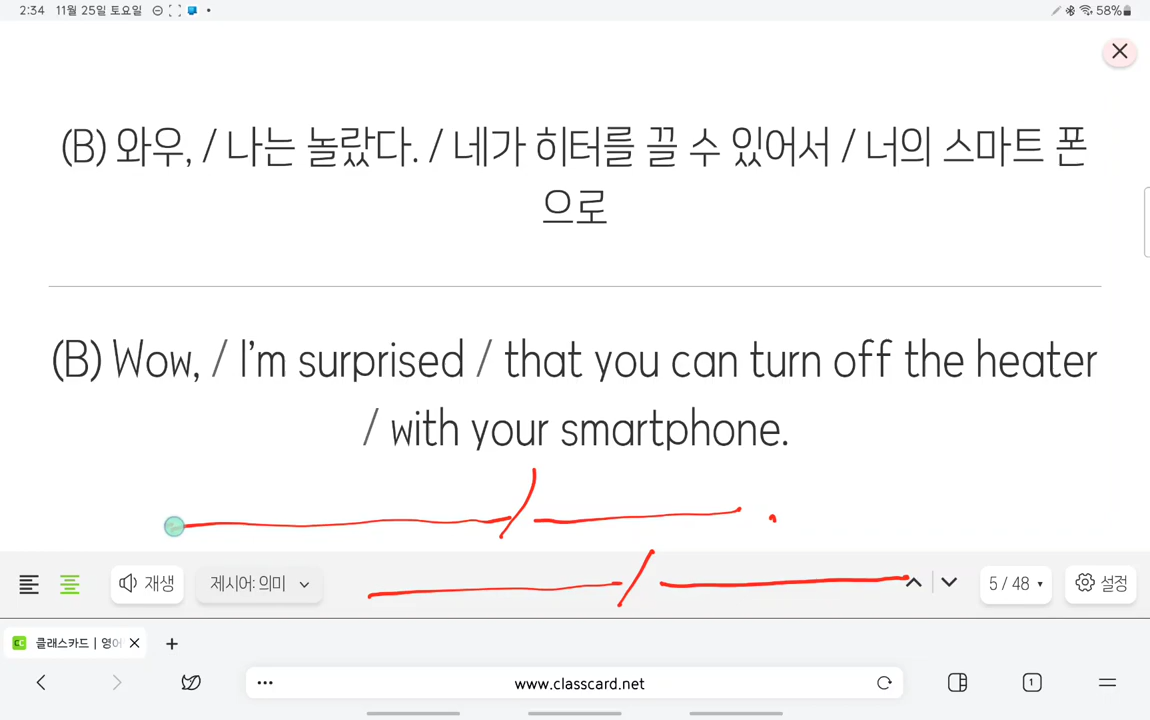 2:34 11월 25일 토요일
58%
(B) 와우, / 나는 놀랐다. / 네가 히터를 끌 수 있어서 / 너의 스마트 폰
으로
(B) Wow, / I'm surprised / that you can turn off the heater
/ with your smartphone.
재생 제시어: 의미 5 / 48 설정
클래스카드 | 영어
www.classcard.net
1